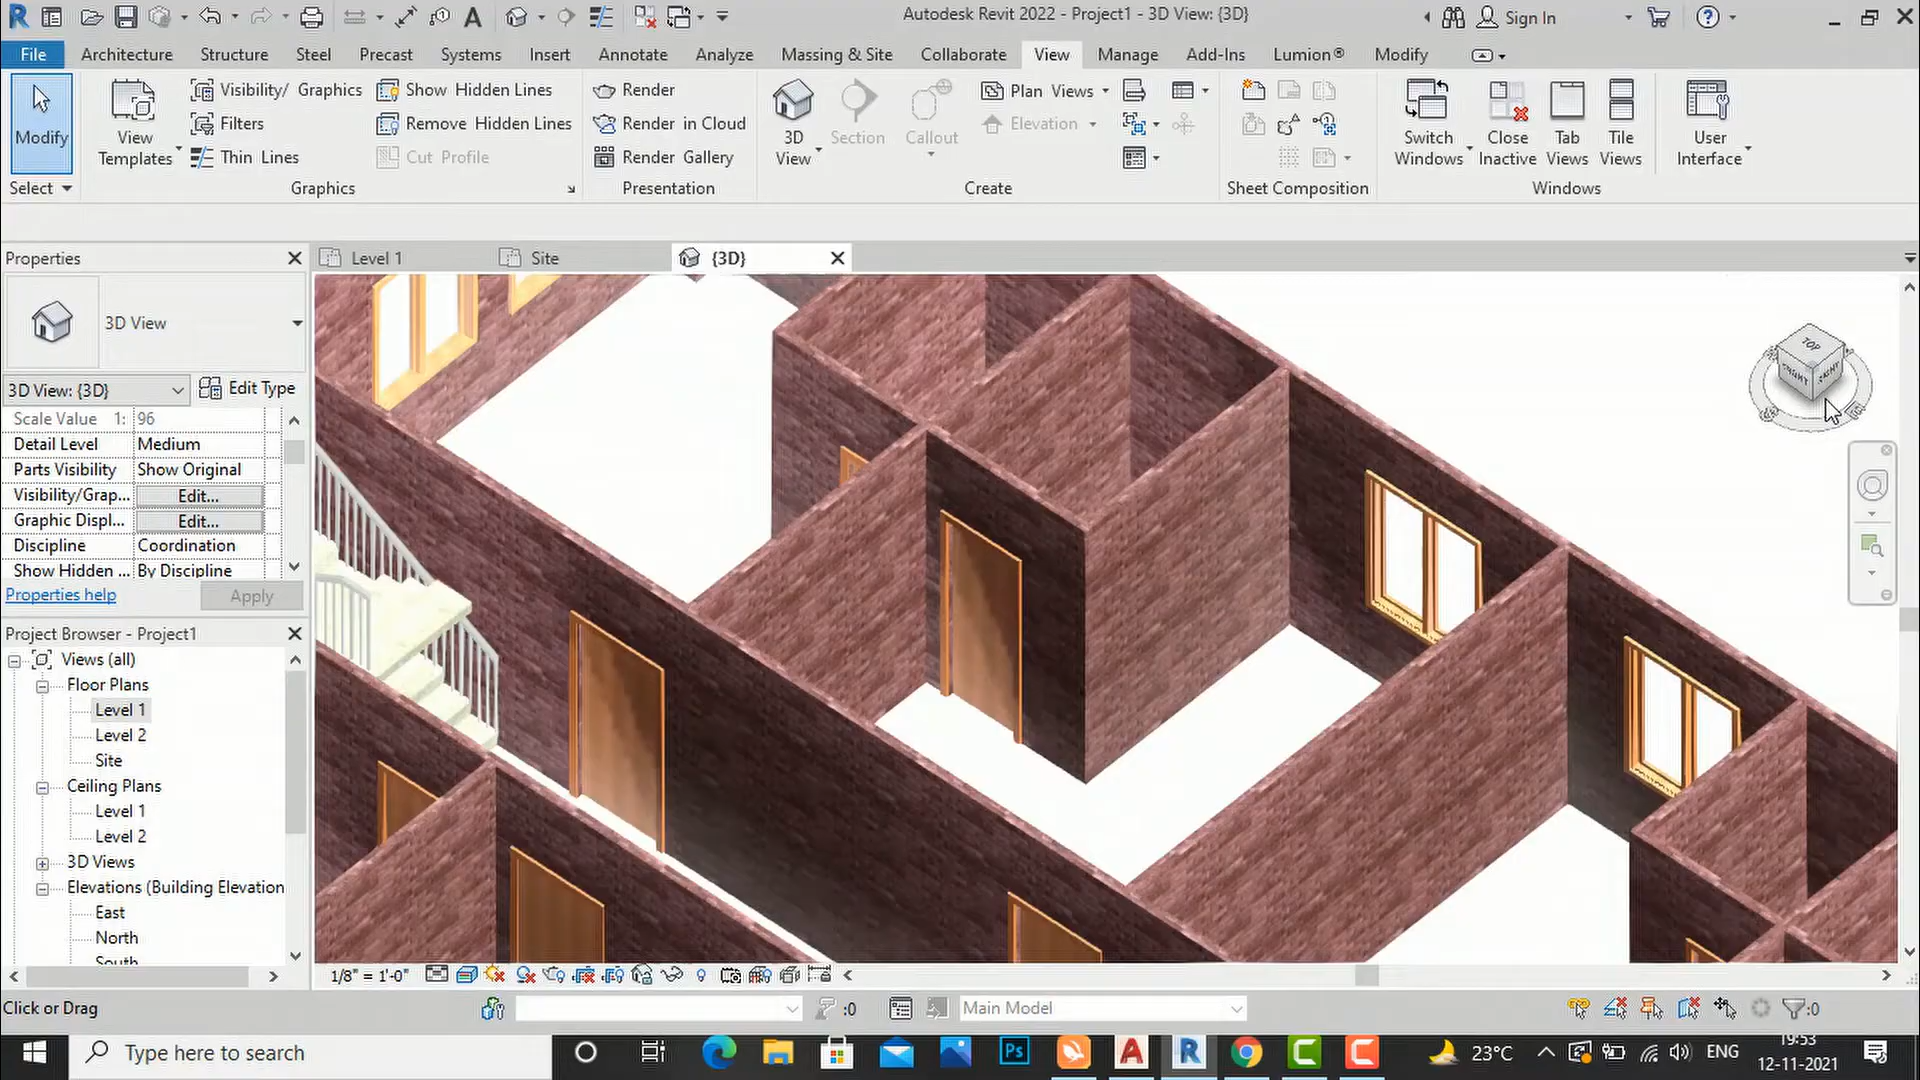 Autodesk Revit 2022 - Project1 - 3D View: {3D}
Sign In
File Architecture Structure Steel Precast Systems Insert Annotate Analyze Massing & Site Collaborate View Manage Add-Ins Lumion® Modify
Modify
Select
View
Templates
Visibility/ Graphics
Filters
Thin Lines
Show Hidden Lines
Remove Hidden Lines
Cut Profile
Graphics
Render
Render in Cloud
Render Gallery
Presentation
3D
View
Section
Callout
Plan Views
Elevation
Create
Sheet Composition
Switch
Windows
Close
Inactive
Tab
Views
Tile
Views
Windows
User
Interface
Properties
Level 1
Site
{3D}
3D View
3D View: {3D}
Edit Type
Scale Value 1: 96
Detail Level Medium
Parts Visibility Show Original
Visibility/Grap... Edit...
Graphic Displ... Edit...
Discipline Coordination
Show Hidden ... By Discipline
Properties help
Apply
TOP
FRONT
RIGHT
Project Browser - Project1
Views (all)
Floor Plans
Level 1
Level 2
Site
Ceiling Plans
Level 1
Level 2
3D Views
Elevations (Building Elevation
East
North
South
1/8" = 1'-0"
Click or Drag
:0
Main Model
:0
Type here to search
Ps
23°C
ENG
19:53
12-11-2021